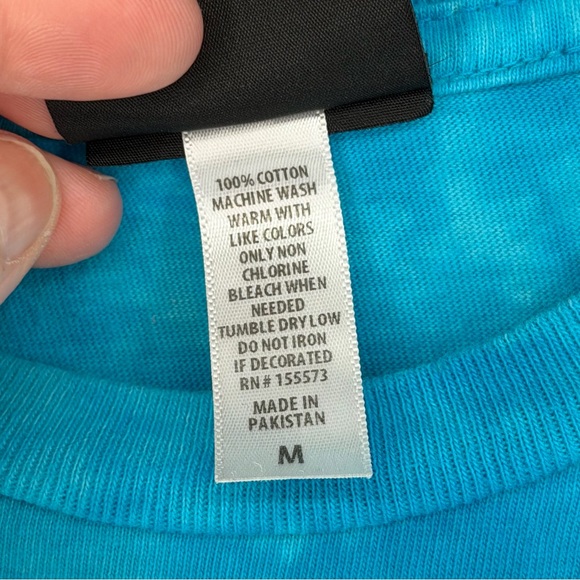 100% COTTON
MACHINE WASH
WARM WITH
LIKE COLORS
ONLY NON
CHLORINE
BLEACH WHEN
NEEDED
TUMBLE DRY LOW
DO NOT IRON
IF DECORATED
RN# 155573
MADE IN
PAKISTAN
M